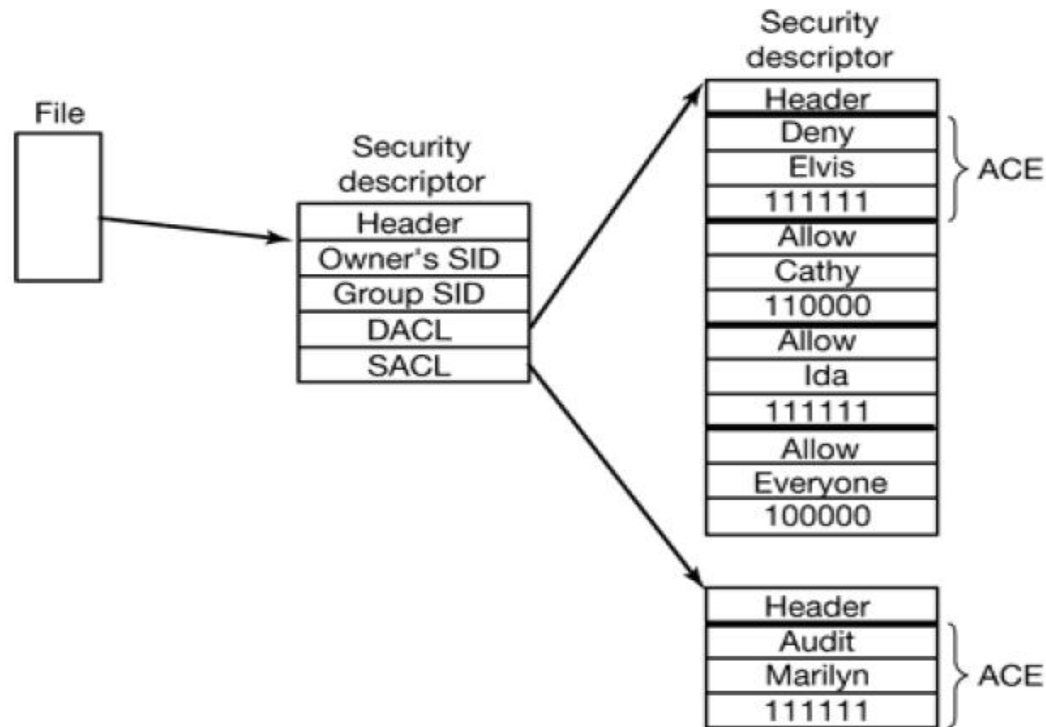 File
Security
descriptor
Header
Owner's SID
Group SID
DACL
SACL
Security
descriptor
Header
Deny
Elvis
111111
ACE
Allow
Cathy
110000
Allow
Ida
111111
Allow
Everyone
100000
Header
Audit
Marilyn
111111
ACE